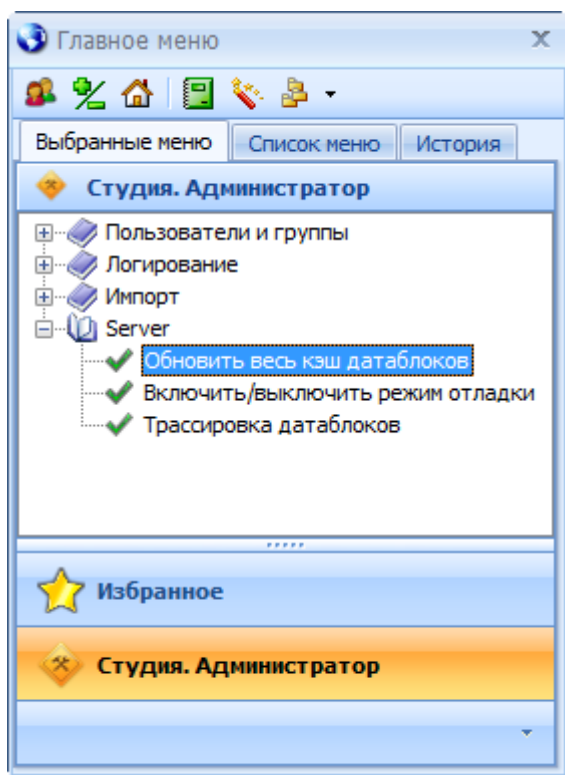 Главное меню
Выбранные меню Список меню История
Студия. Администратор
Пользователи и группы
Логирование
Импорт
Server
Обновить весь кэш датаблоков
Включить/выключить режим отладки
Трассировка датаблоков
Избранное
Студия. Администратор